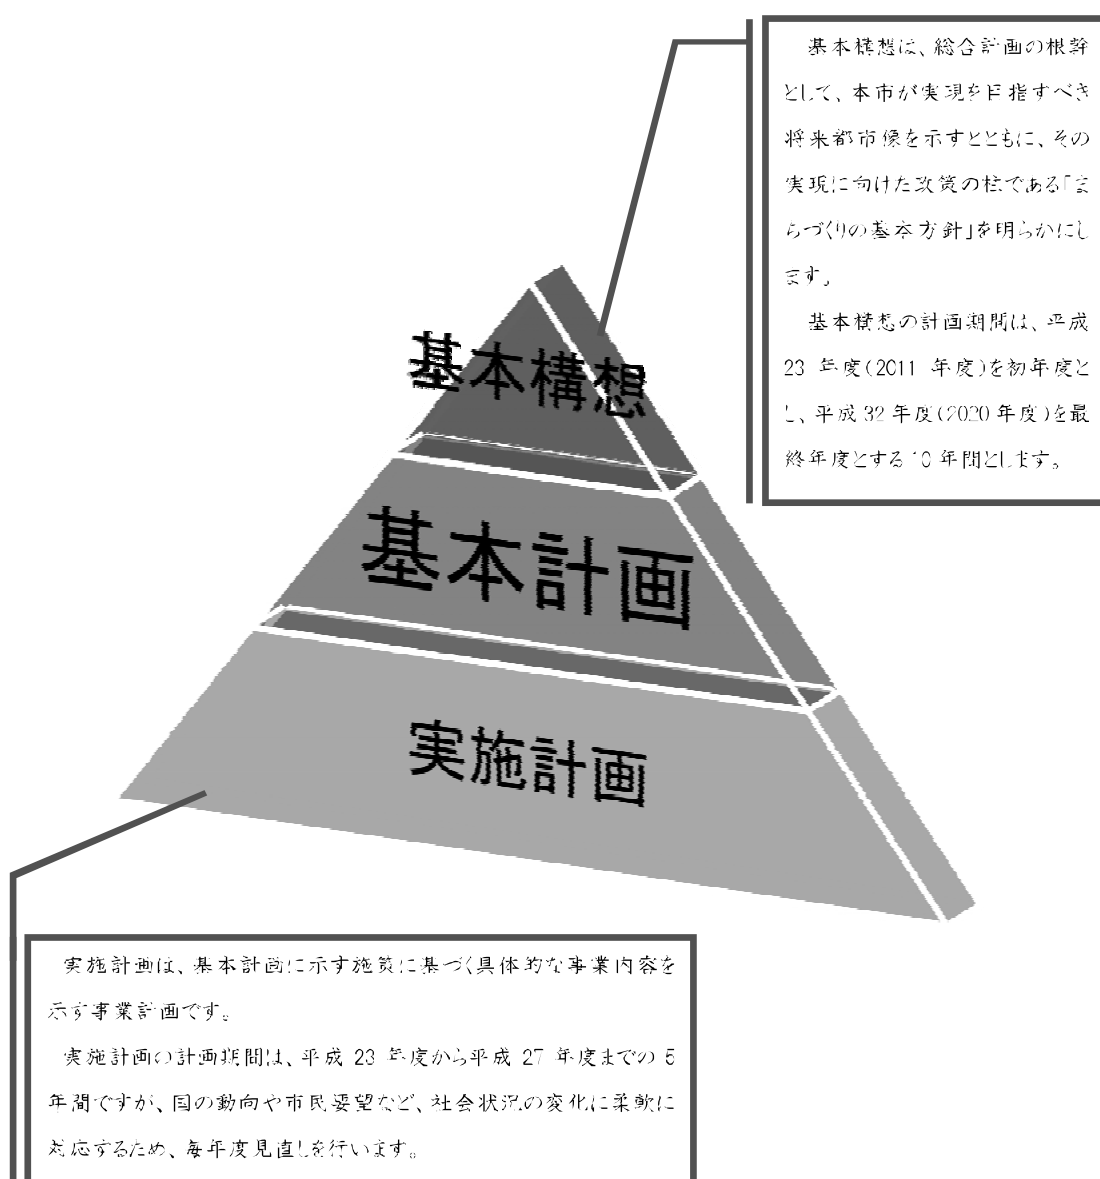 基本構想は、総合計画の根幹
として、本市が実現を目指すべき
将来都市像を示すとともに、その
実現に向けた政策の柱である「ま
ちづくりの基本方針」を明らかにし
ます。
基本構想の計画期間は、平成
23 年度(2011 年度)を初年度と
し、平成 32 年度(2020 年度)を最
終年度とする 10 年間とします。
基本構想
基本計画
実施計画
実施計画は、基本計画に示す施策に基づく具体的な事業内容を
示す事業計画です。
実施計画の計画期間は、平成 23 年度から平成 27 年度までの 5
年間ですが、国の動向や市民要望など、社会状況の変化に柔軟に
対応するため、毎年度見直しを行います。